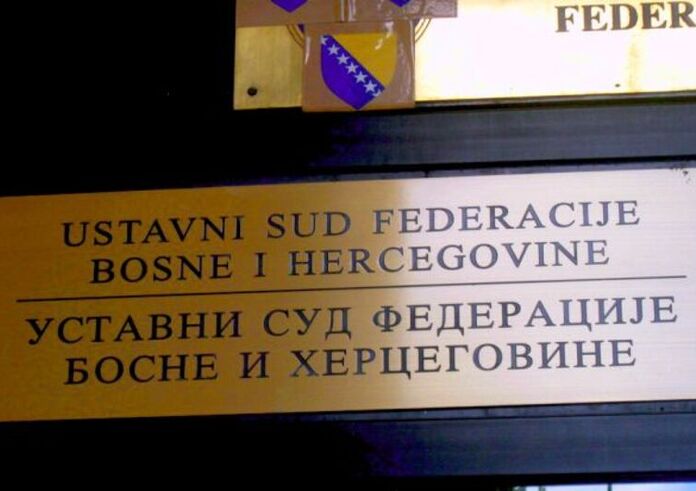 FEDER
USTAVNI SUD FEDERACIJE
BOSNE I HERCEGOVINE
УСТАВНИ СУД ФЕДЕРАЦИЈЕ
БОСНЕ И ХЕРЦЕГОВИНЕ